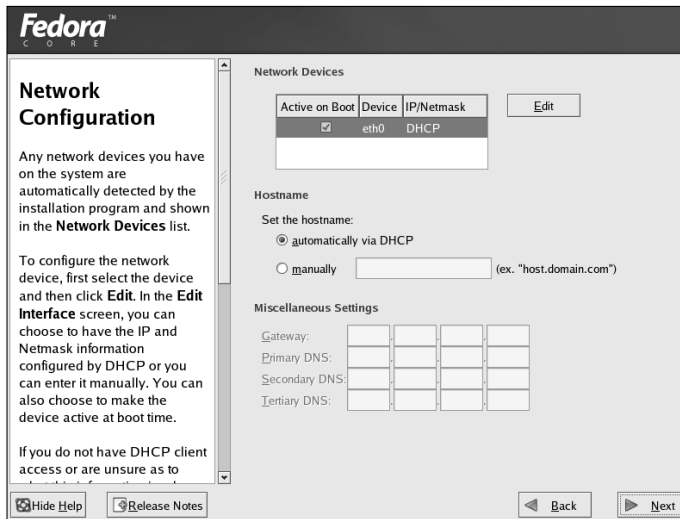 Fedora™
CORE
Network
Configuration
Any network devices you have
on the system are
automatically detected by the
installation program and shown
in the Network Devices list.
To configure the network
device, first select the device
and then click Edit. In the Edit
Interface screen, you can
choose to have the IP and
Netmask information
configured by DHCP or you
can enter it manually. You can
also choose to make the
device active at boot time.
If you do not have DHCP client
access or are unsure as to
Hide Help
Release Notes
Network Devices
Active on Boot Device IP/Netmask
eth0 DHCP
Edit
Hostname
Set the hostname:
automatically via DHCP
manually (ex. "host.domain.com")
Miscellaneous Settings
Gateway:
Primary DNS:
Secondary DNS:
Tertiary DNS:
. . .
. . .
. . .
. . .
Back
Next